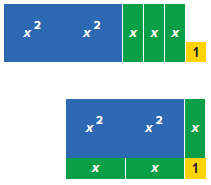 x² x² x x x
1
x² x² x
x x 1